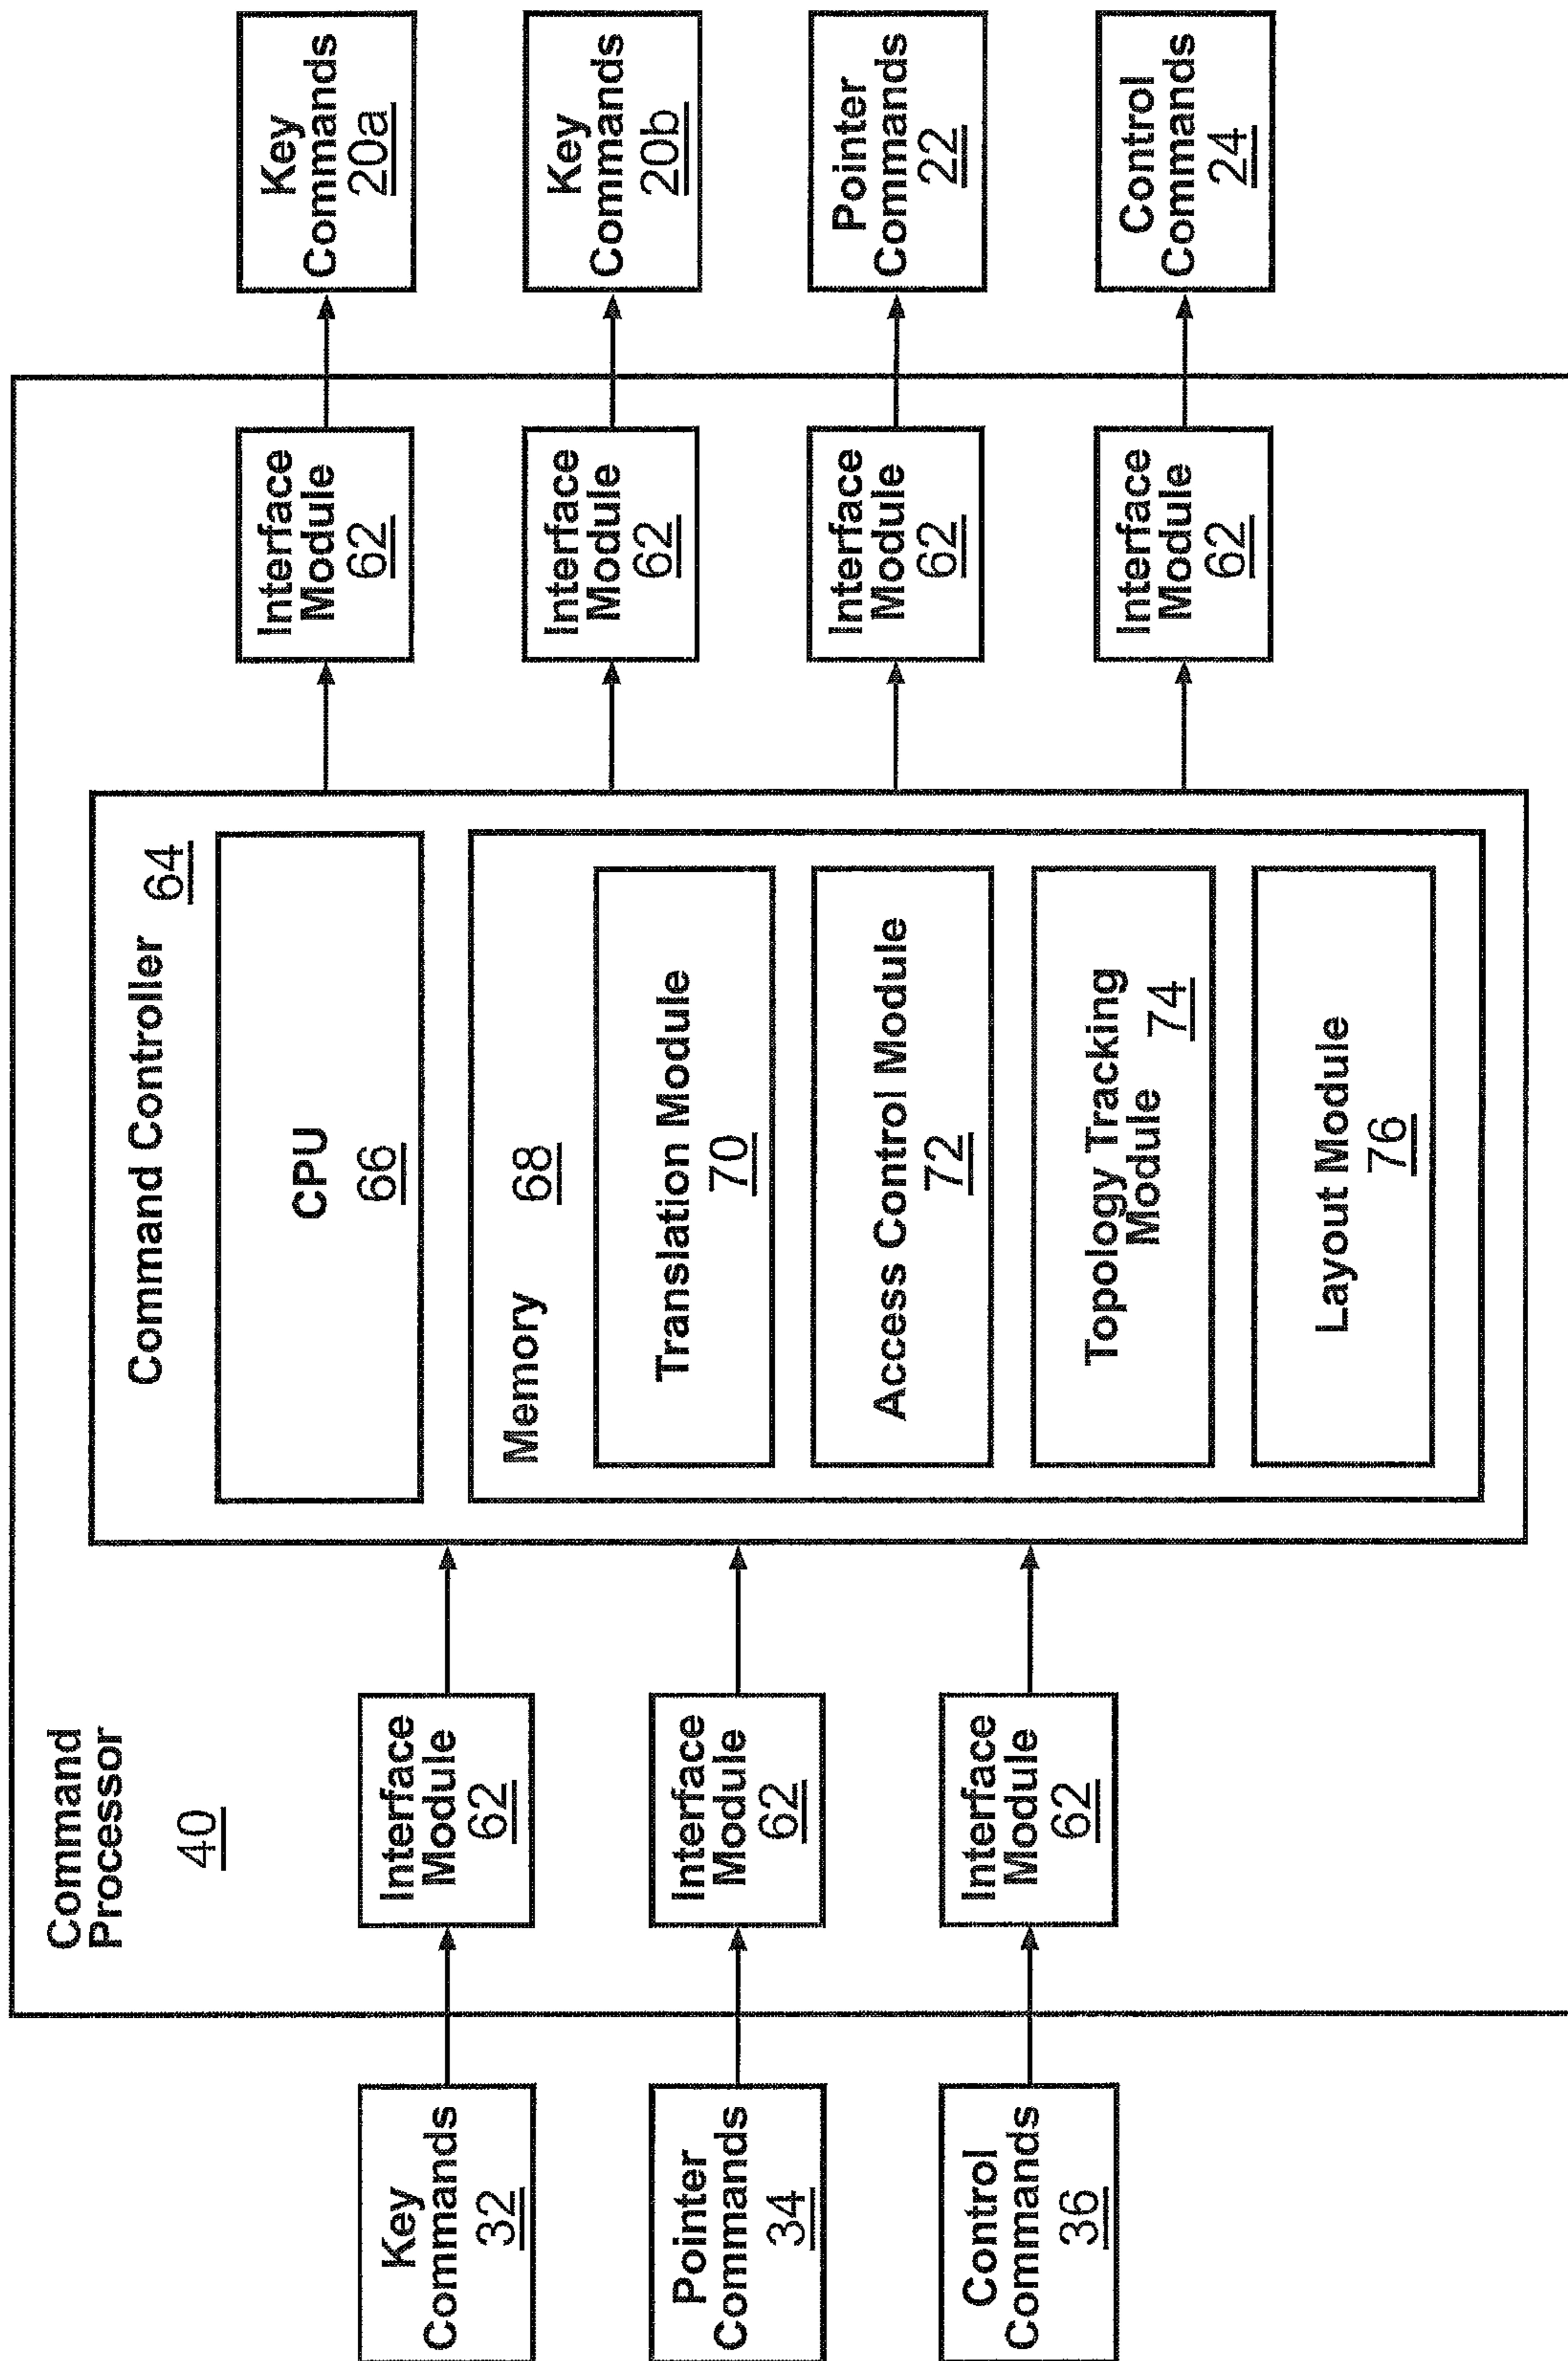 Command
Processor
40
Key
Commands
32
Pointer
Commands
34
Control
Commands
36
Interface
Module
62
Interface
Module
62
Interface
Module
62
Command Controller 64
CPU
66
Memory 68
Translation Module
70
Access Control Module
72
Topology Tracking
Module 74
Layout Module
76
Interface
Module
62
Interface
Module
62
Interface
Module
62
Interface
Module
62
Key
Commands
20a
Key
Commands
20b
Pointer
Commands
22
Control
Commands
24